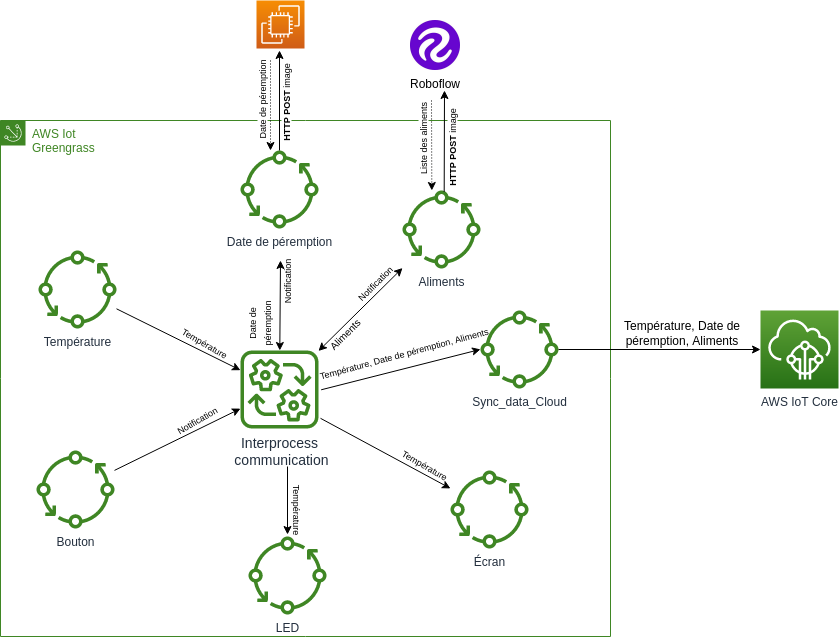 Roboflow
Date de péremption
HTTP POST image
Liste des aliments
HTTP POST image
AWS Iot
Greengrass
Date de péremption
Aliments
Notification
Date de
péremption
Notification
Aliments
Température
Température
Température, Date de péremption, Aliments
Température, Date de
péremption, Aliments
Sync_data_Cloud
AWS IoT Core
Notification
Interprocess
communication
Température
Température
Bouton
Écran
LED